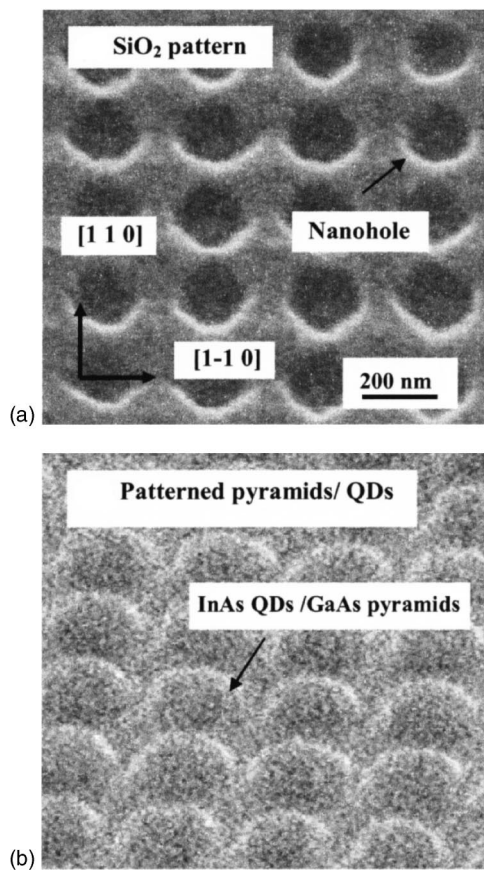 SiO₂ pattern
Nanohole
[1 1 0]
[1-1 0]
200 nm
(a)
Patterned pyramids/ QDs
InAs QDs /GaAs pyramids
(b)